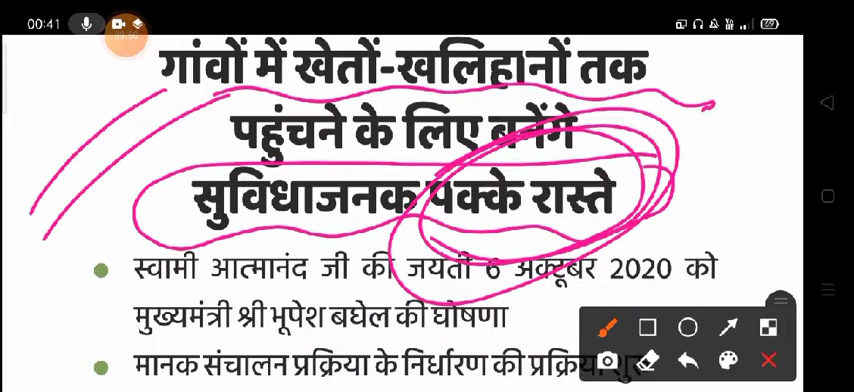 00:41
गांवों में खेतों-खलिहानों तक
पहुंचने के लिए बनेंगे
सुविधाजनक पक्के रास्ते
स्वामी आत्मानंद जी की जयती 6 अक्टूबर 2020 को
मुख्यमंत्री श्री भूपेश बघेल की घोषणा
मानक संचालन प्रक्रिया के निर्धारण की प्रक्रिया